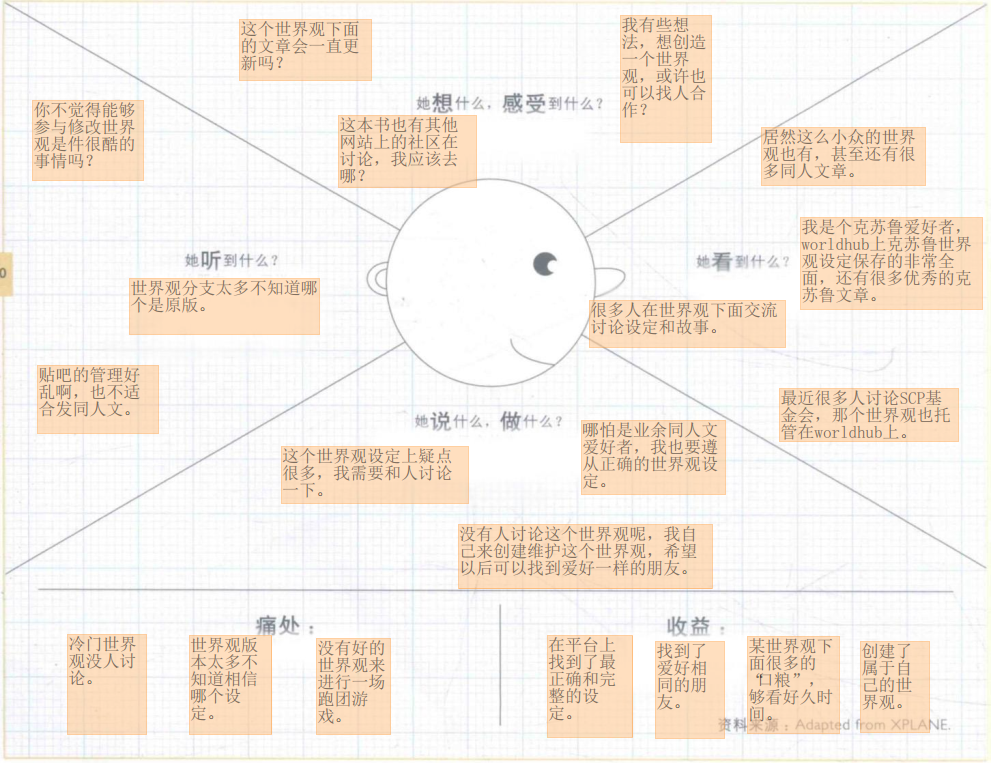 这个世界观下面
的文章会一直更
新吗？
我有些想
法，想创造
一个世界
观，或许也
可以找人合
作？
她想什么，感受到什么？
你不觉得能够
参与修改世界
观是件很酷的
事情吗？
这本书也有其他
网站上的社区在
讨论，我应该去
哪？
居然这么小众的世界
观也有，甚至还有很
多同人文章。
她听到什么？
她看到什么？
我是个克苏鲁爱好者，
worldhub上克苏鲁世界
观设定保存的非常全
面，还有很多优秀的克
苏鲁文章。
0
世界观分支太多不知道哪
个是原版。
很多人在世界观下面交流
讨论设定和故事。
贴吧的管理好
乱啊，也不适
合发同人文。
最近很多人讨论SCP基
金会，那个世界观也托
管在worldhub上。
她说什么，做什么？
这个世界观设定上疑点
很多，我需要和人讨论
一下。
哪怕是业余同人文
爱好者，我也要遵
从正确的世界观设
定。
没有人讨论这个世界观呢，我自
己来创建维护这个世界观，希望
以后可以找到爱好一样的朋友。
痛处：
冷门世界
观没人讨
论。
世界观版
本太多不
知道相信
哪个设
定。
没有好的
世界观来
进行一场
跑团游
戏。
收益：
在平台上
找到了最
正确和完
整的设
定。
找到了
爱好相
同的朋
友。
某世界观下
面很多的
“口粮”，
够看好久时
间。
创建了
属于自
己的世
界观。
资料来源：Adapted from XPLANE.